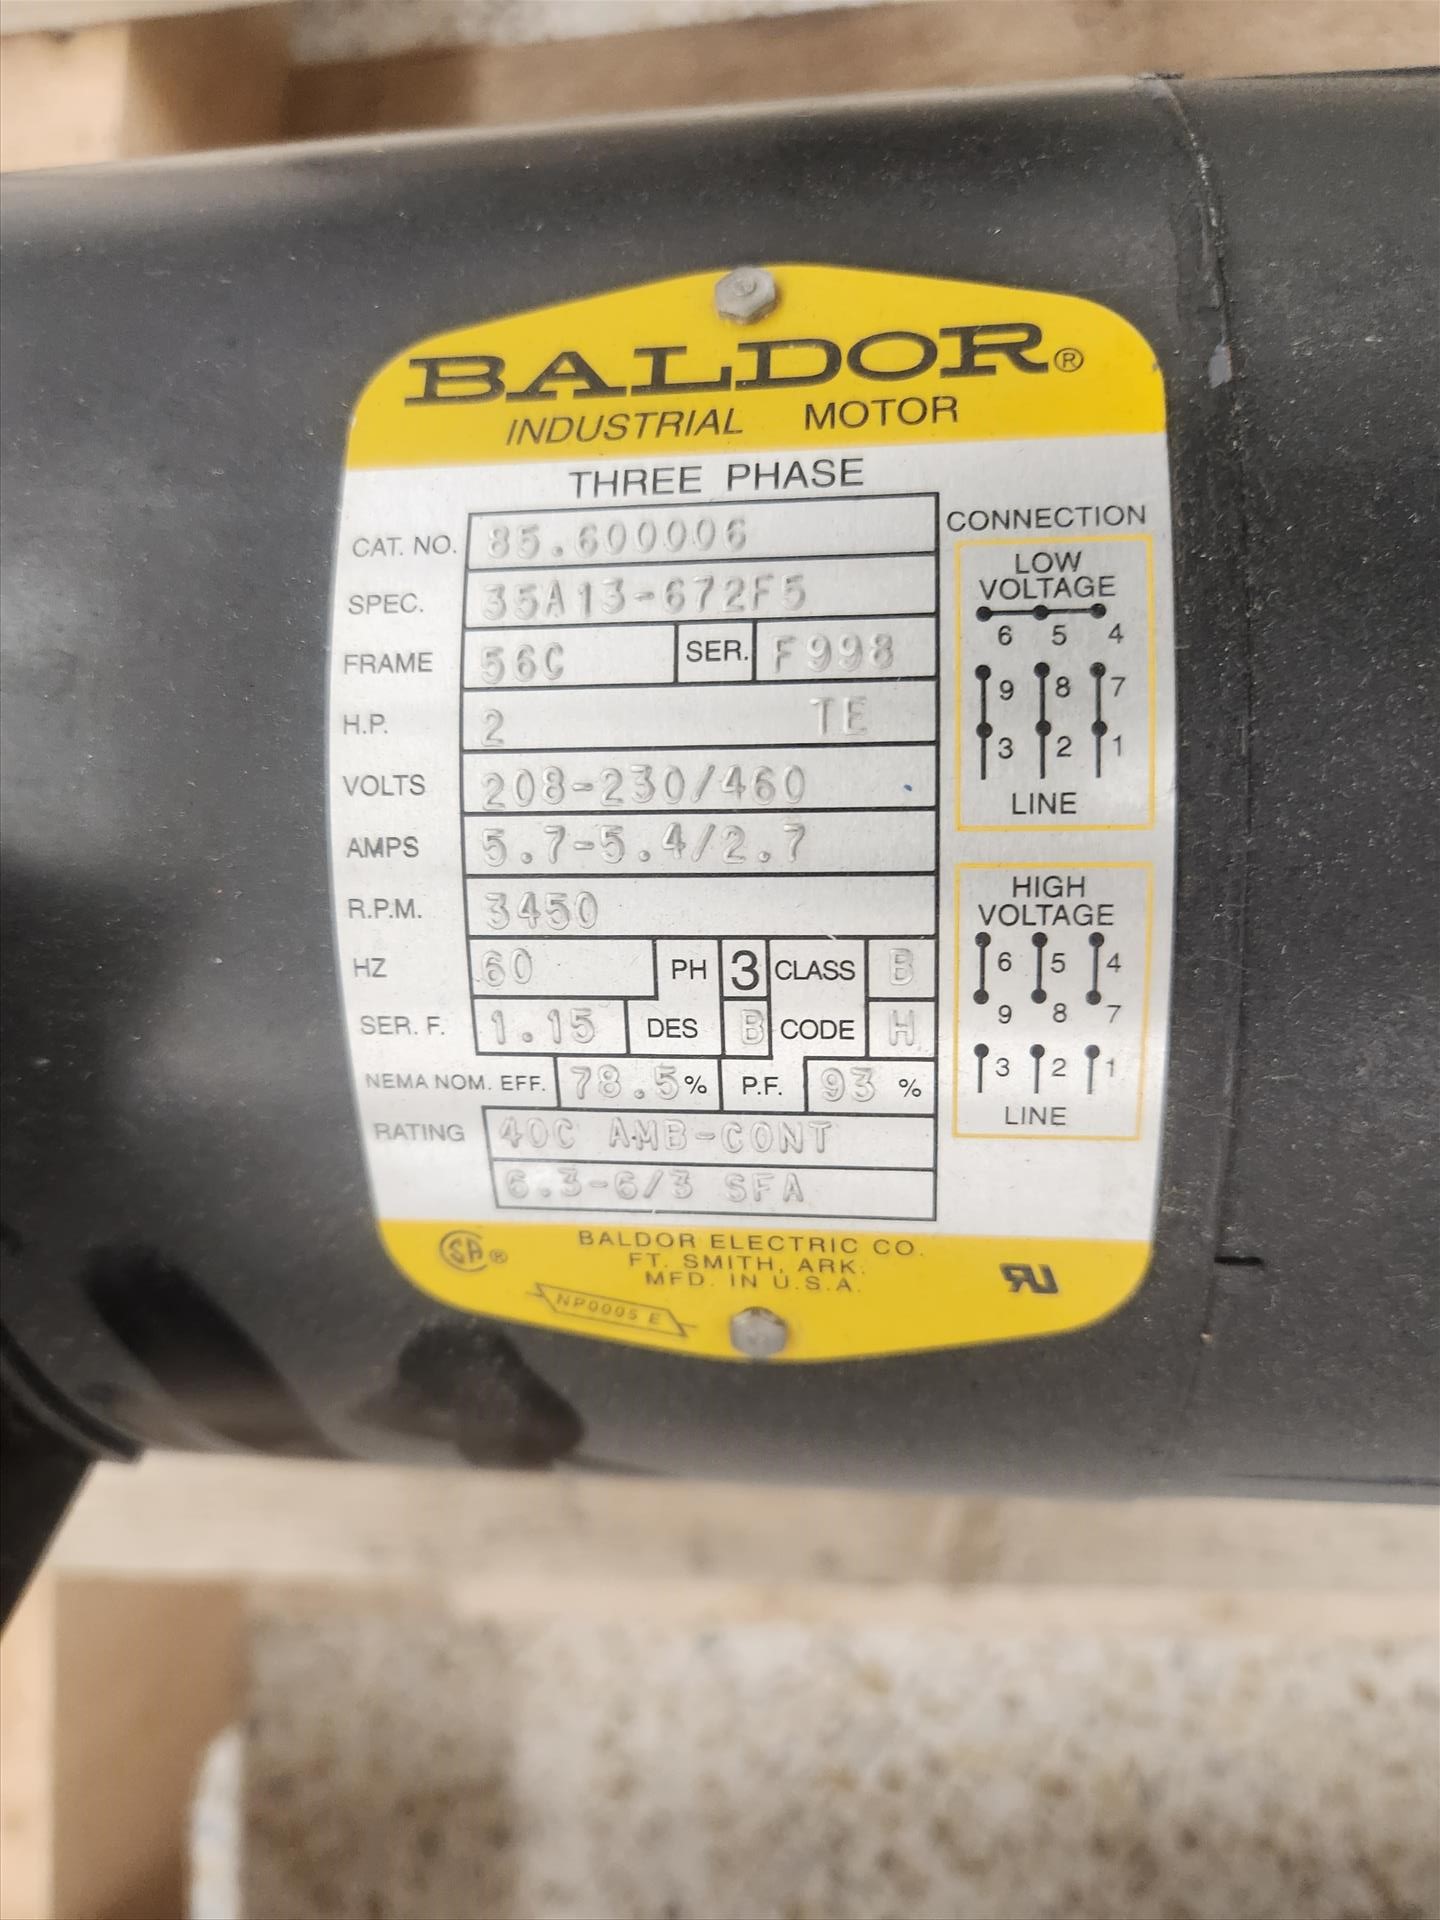 BALDOR®
INDUSTRIAL MOTOR
THREE PHASE
CAT. NO. 85.600006
SPEC. 35A13-672F5
FRAME 56C SER. F998
H.P. 2 TE
VOLTS 208-230/460
AMPS 5.7-5.4/2.7
R.P.M. 3450
HZ 60 PH 3 CLASS B
SER. F. 1.15 DES B CODE H
NEMA NOM. EFF. 78.5% P.F. 93 %
RATING 40C AMB-CONT
6.3-6/3 SFA
CONNECTION
LOW
VOLTAGE
6 5 4
9 8 7
3 2 1
LINE
HIGH
VOLTAGE
6 5 4
9 8 7
3 2 1
LINE
SA®
BALDOR ELECTRIC CO.
FT. SMITH, ARK.
MFD. IN U.S.A.
NP0005 E
RU